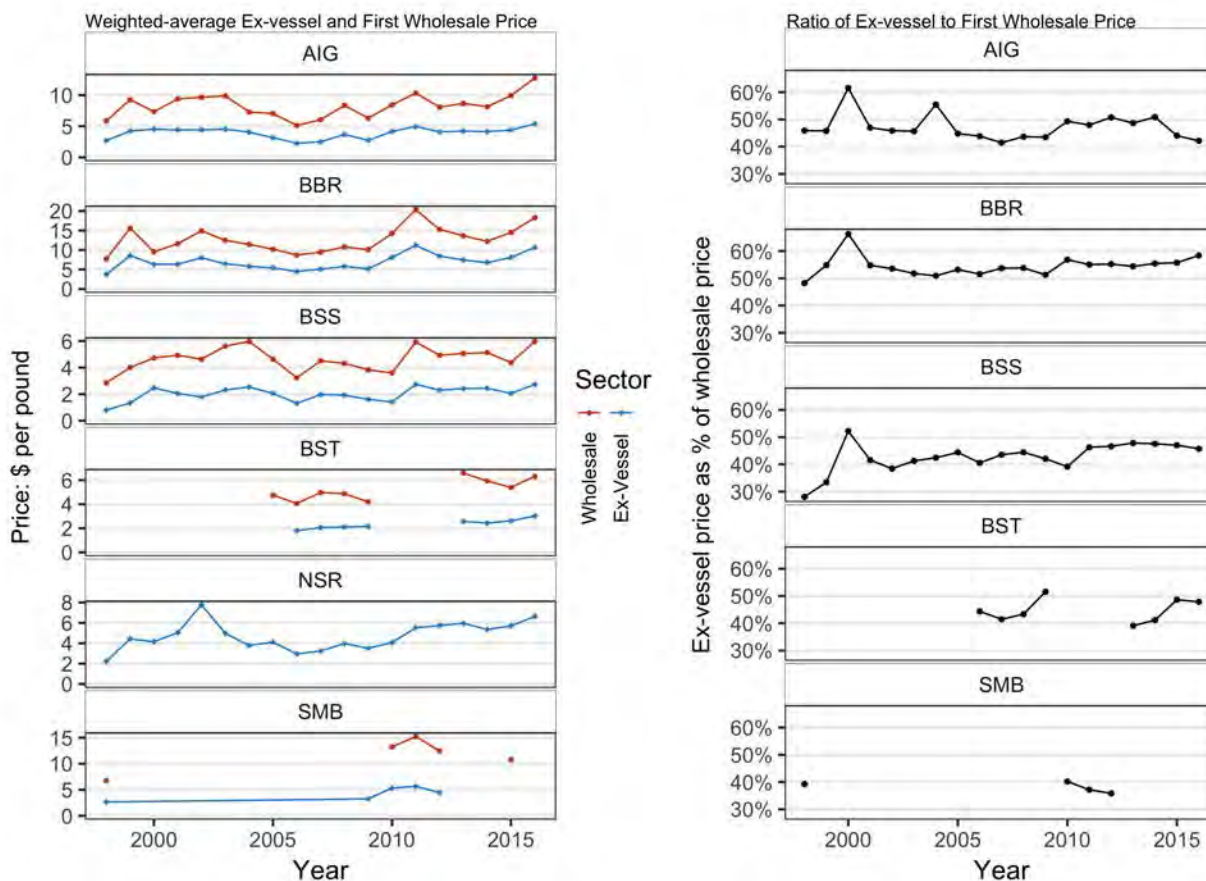 Weighted-average Ex-vessel and First Wholesale Price
AIG
10
5
0
BBR
20
15
10
5
0
BSS
6
4
2
0
BST
6
4
2
0
NSR
8
6
4
2
0
SMB
15
10
5
0
2000
2005
2010
2015
Year
Price: $ per pound
Sector
Wholesale
Ex-Vessel
Ratio of Ex-vessel to First Wholesale Price
AIG
60%
50%
40%
30%
BBR
60%
50%
40%
30%
BSS
60%
50%
40%
30%
BST
60%
50%
40%
30%
SMB
60%
50%
40%
30%
2000
2005
2010
2015
Year
Ex-vessel price as % of wholesale price